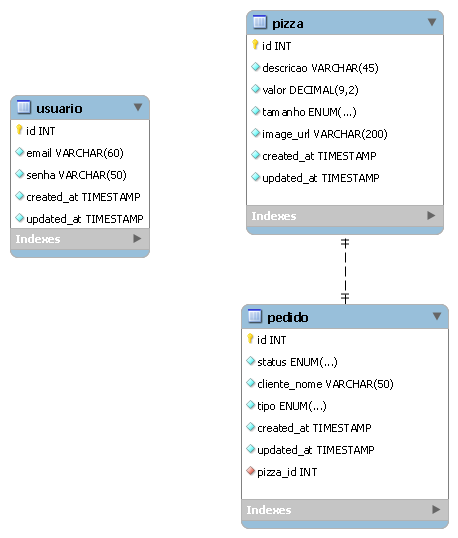 usuario
id INT
email VARCHAR(60)
senha VARCHAR(50)
created_at TIMESTAMP
updated_at TIMESTAMP
Indexes
pizza
id INT
descricao VARCHAR(45)
valor DECIMAL(9,2)
tamanho ENUM(...)
image_url VARCHAR(200)
created_at TIMESTAMP
updated_at TIMESTAMP
Indexes
pedido
id INT
status ENUM(...)
cliente_nome VARCHAR(50)
tipo ENUM(...)
created_at TIMESTAMP
updated_at TIMESTAMP
pizza_id INT
Indexes